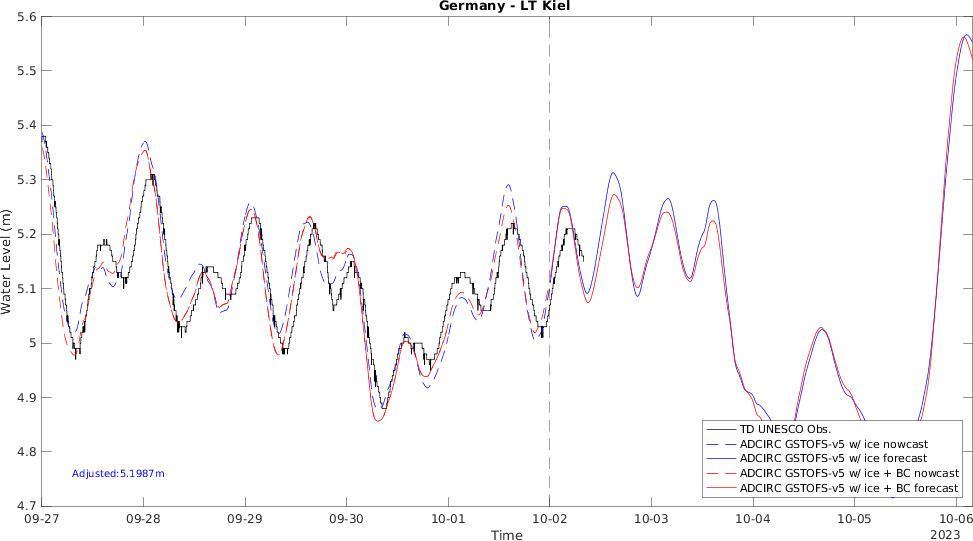 Germany - LT Kiel
5.6
5.5
5.4
5.3
5.2
5.1
5
4.9
4.8
4.7
Water Level (m)
Adjusted:5.1987m
TD UNESCO Obs.
ADCIRC GSTOFS-v5 w/ ice nowcast
ADCIRC GSTOFS-v5 w/ ice forecast
ADCIRC GSTOFS-v5 w/ ice + BC nowcast
ADCIRC GSTOFS-v5 w/ ice + BC forecast
09-27 09-28 09-29 09-30 10-01 10-02 10-03 10-04 10-05 10-06
Time
2023